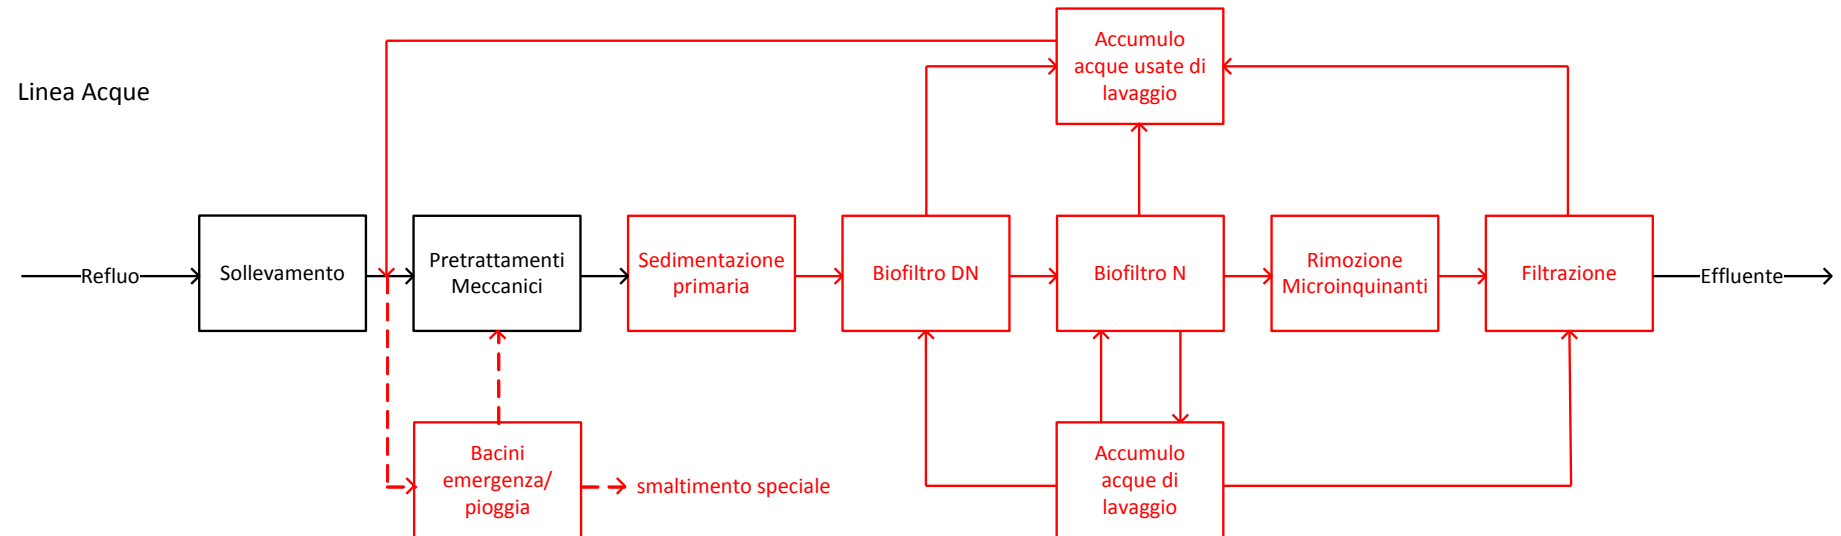 Accumulo
acque usate di
lavaggio
Linea Acque
Refluo
Sollevamento
Pretrattamenti
Meccanici
Sedimentazione
primaria
Biofiltro DN
Biofiltro N
Rimozione
Microinquinanti
Filtrazione
Effluente
Bacini
emergenza/
pioggia
smaltimento speciale
Accumulo
acque di
lavaggio